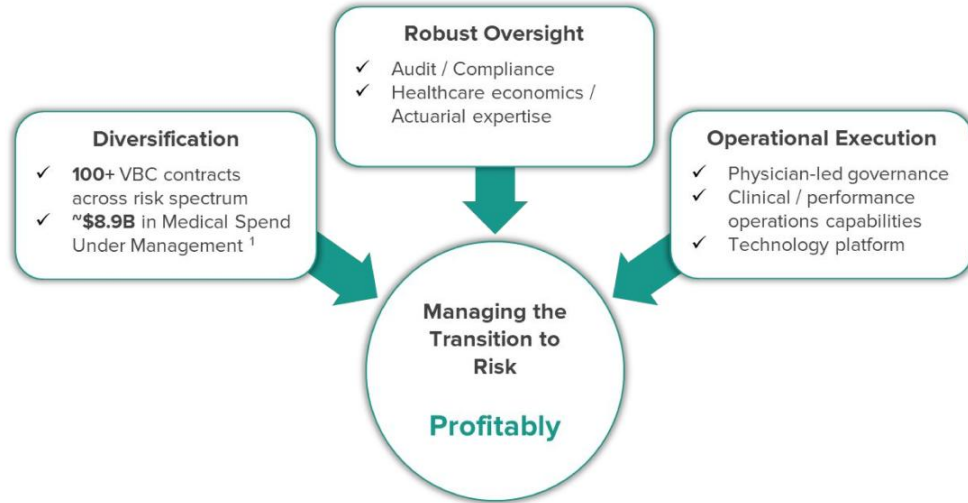 Robust Oversight
✓ Audit / Compliance
✓ Healthcare economics /
Actuarial expertise
Diversification
✓ 100+ VBC contracts
across risk spectrum
✓ ~$8.9B in Medical Spend
Under Management ¹
Operational Execution
✓ Physician-led governance
✓ Clinical / performance
operations capabilities
✓ Technology platform
Managing the
Transition to
Risk
Profitably